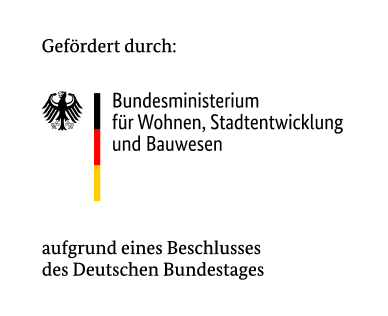 Gefördert durch:
Bundesministerium
für Wohnen, Stadtentwicklung
und Bauwesen
aufgrund eines Beschlusses
des Deutschen Bundestages